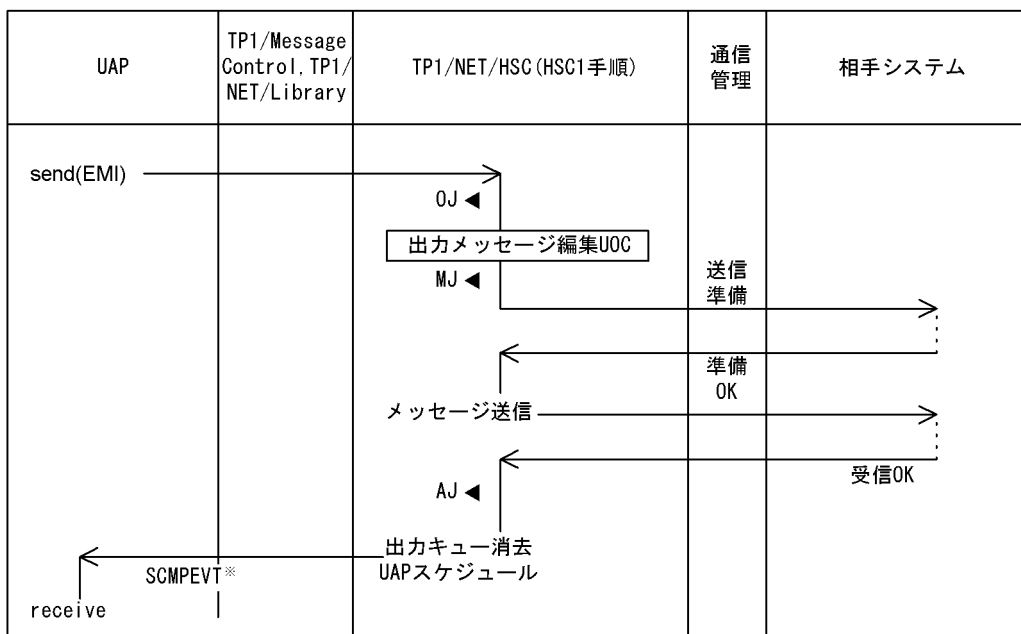 UAP
TP1/Message
Control,TP1/
NET/Library
TP1/NET/HSC(HSC1手順)
通信
管理
相手システム
send(EMI)
OJ
出力メッセージ編集UOC
MJ
送信
準備
準備
OK
メッセージ送信
受信OK
AJ
出力キュー消去
UAPスケジュール
SCMPEVT※
receive